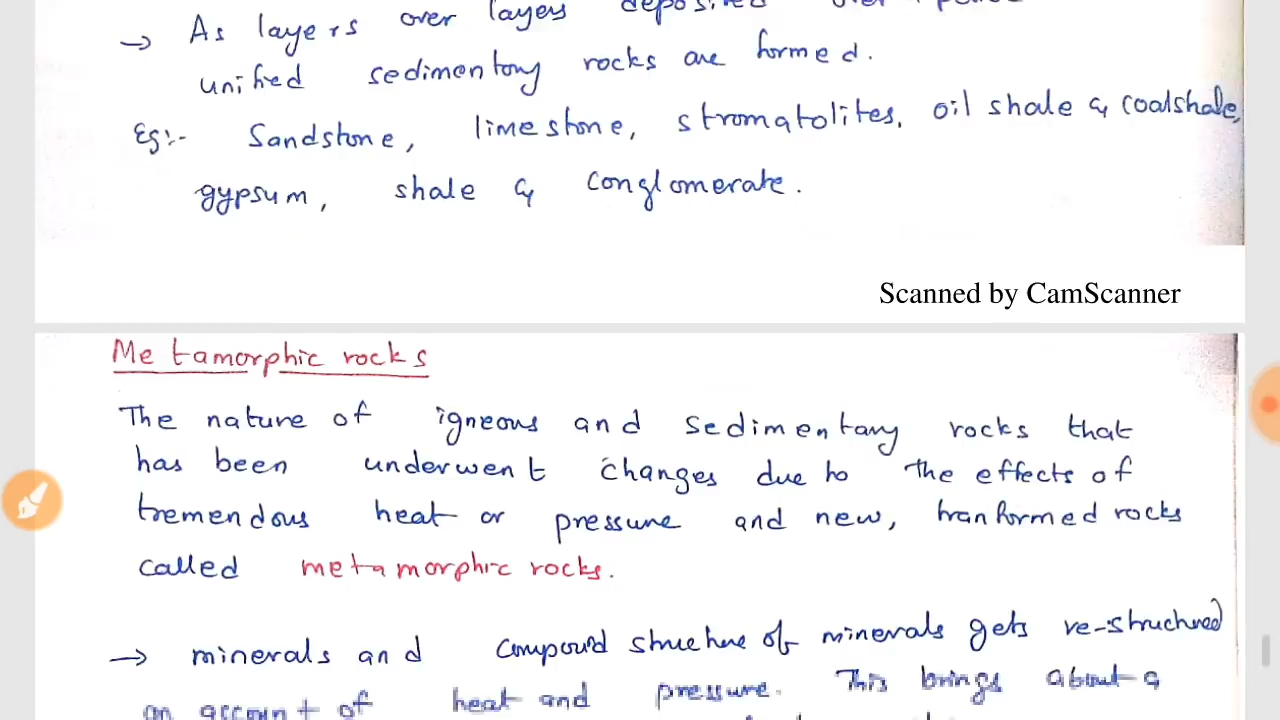 → As layers over layers deposited over a
unified sedimentory rocks are formed.
Eg:- Sandstone, limestone, stromatolites, oil shale & coalshale,
gypsum, shale & conglomerate.
Scanned by CamScanner
Metamorphic rocks
The nature of igneous and sedimentary rocks that
has been underwent changes due to the effects of
tremendous heat or pressure and new, tranformed rocks
called metamorphic rocks.
→ minerals and compound structure of minerals gets re-structured
on account of heat and pressure. This brings about a